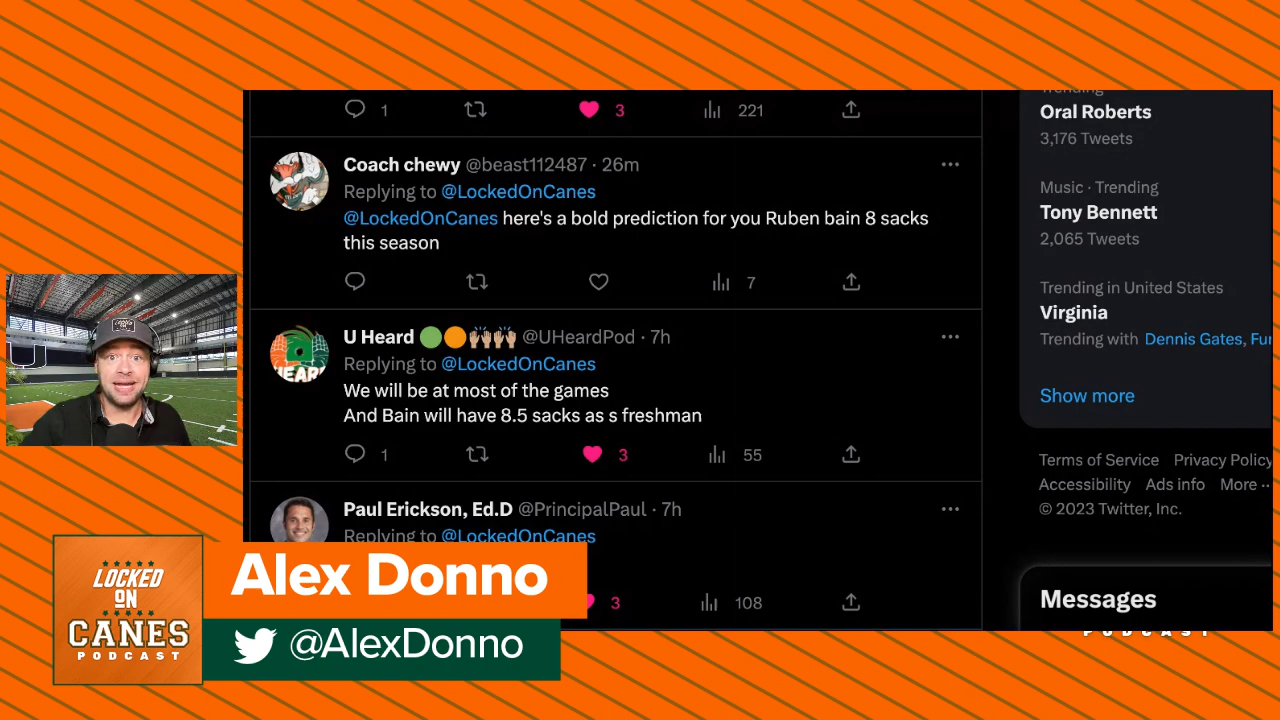 Trending
1
3
221
Oral Roberts
3,176 Tweets
Coach chewy @beast112487 · 26m
Replying to @LockedOnCanes
@LockedOnCanes here's a bold prediction for you Ruben bain 8 sacks
this season
7
Music · Trending
Tony Bennett
2,065 Tweets
Trending in United States
Virginia
Trending with Dennis Gates,
U Heard @UHeardPod · 7h
Replying to @LockedOnCanes
We will be at most of the games
And Bain will have 8.5 sacks as s freshman
1
3
55
Show more
Terms of Service Privacy Policy
Accessibility Ads info More
© 2023 Twitter, Inc.
Paul Erickson, Ed.D @PrincipalPaul · 7h
Replying to @LockedOnCanes
3
108
Messages
PODCAST
LOCKED
ON
CANES
PODCAST
Alex Donno
@AlexDonno
U
HEARD